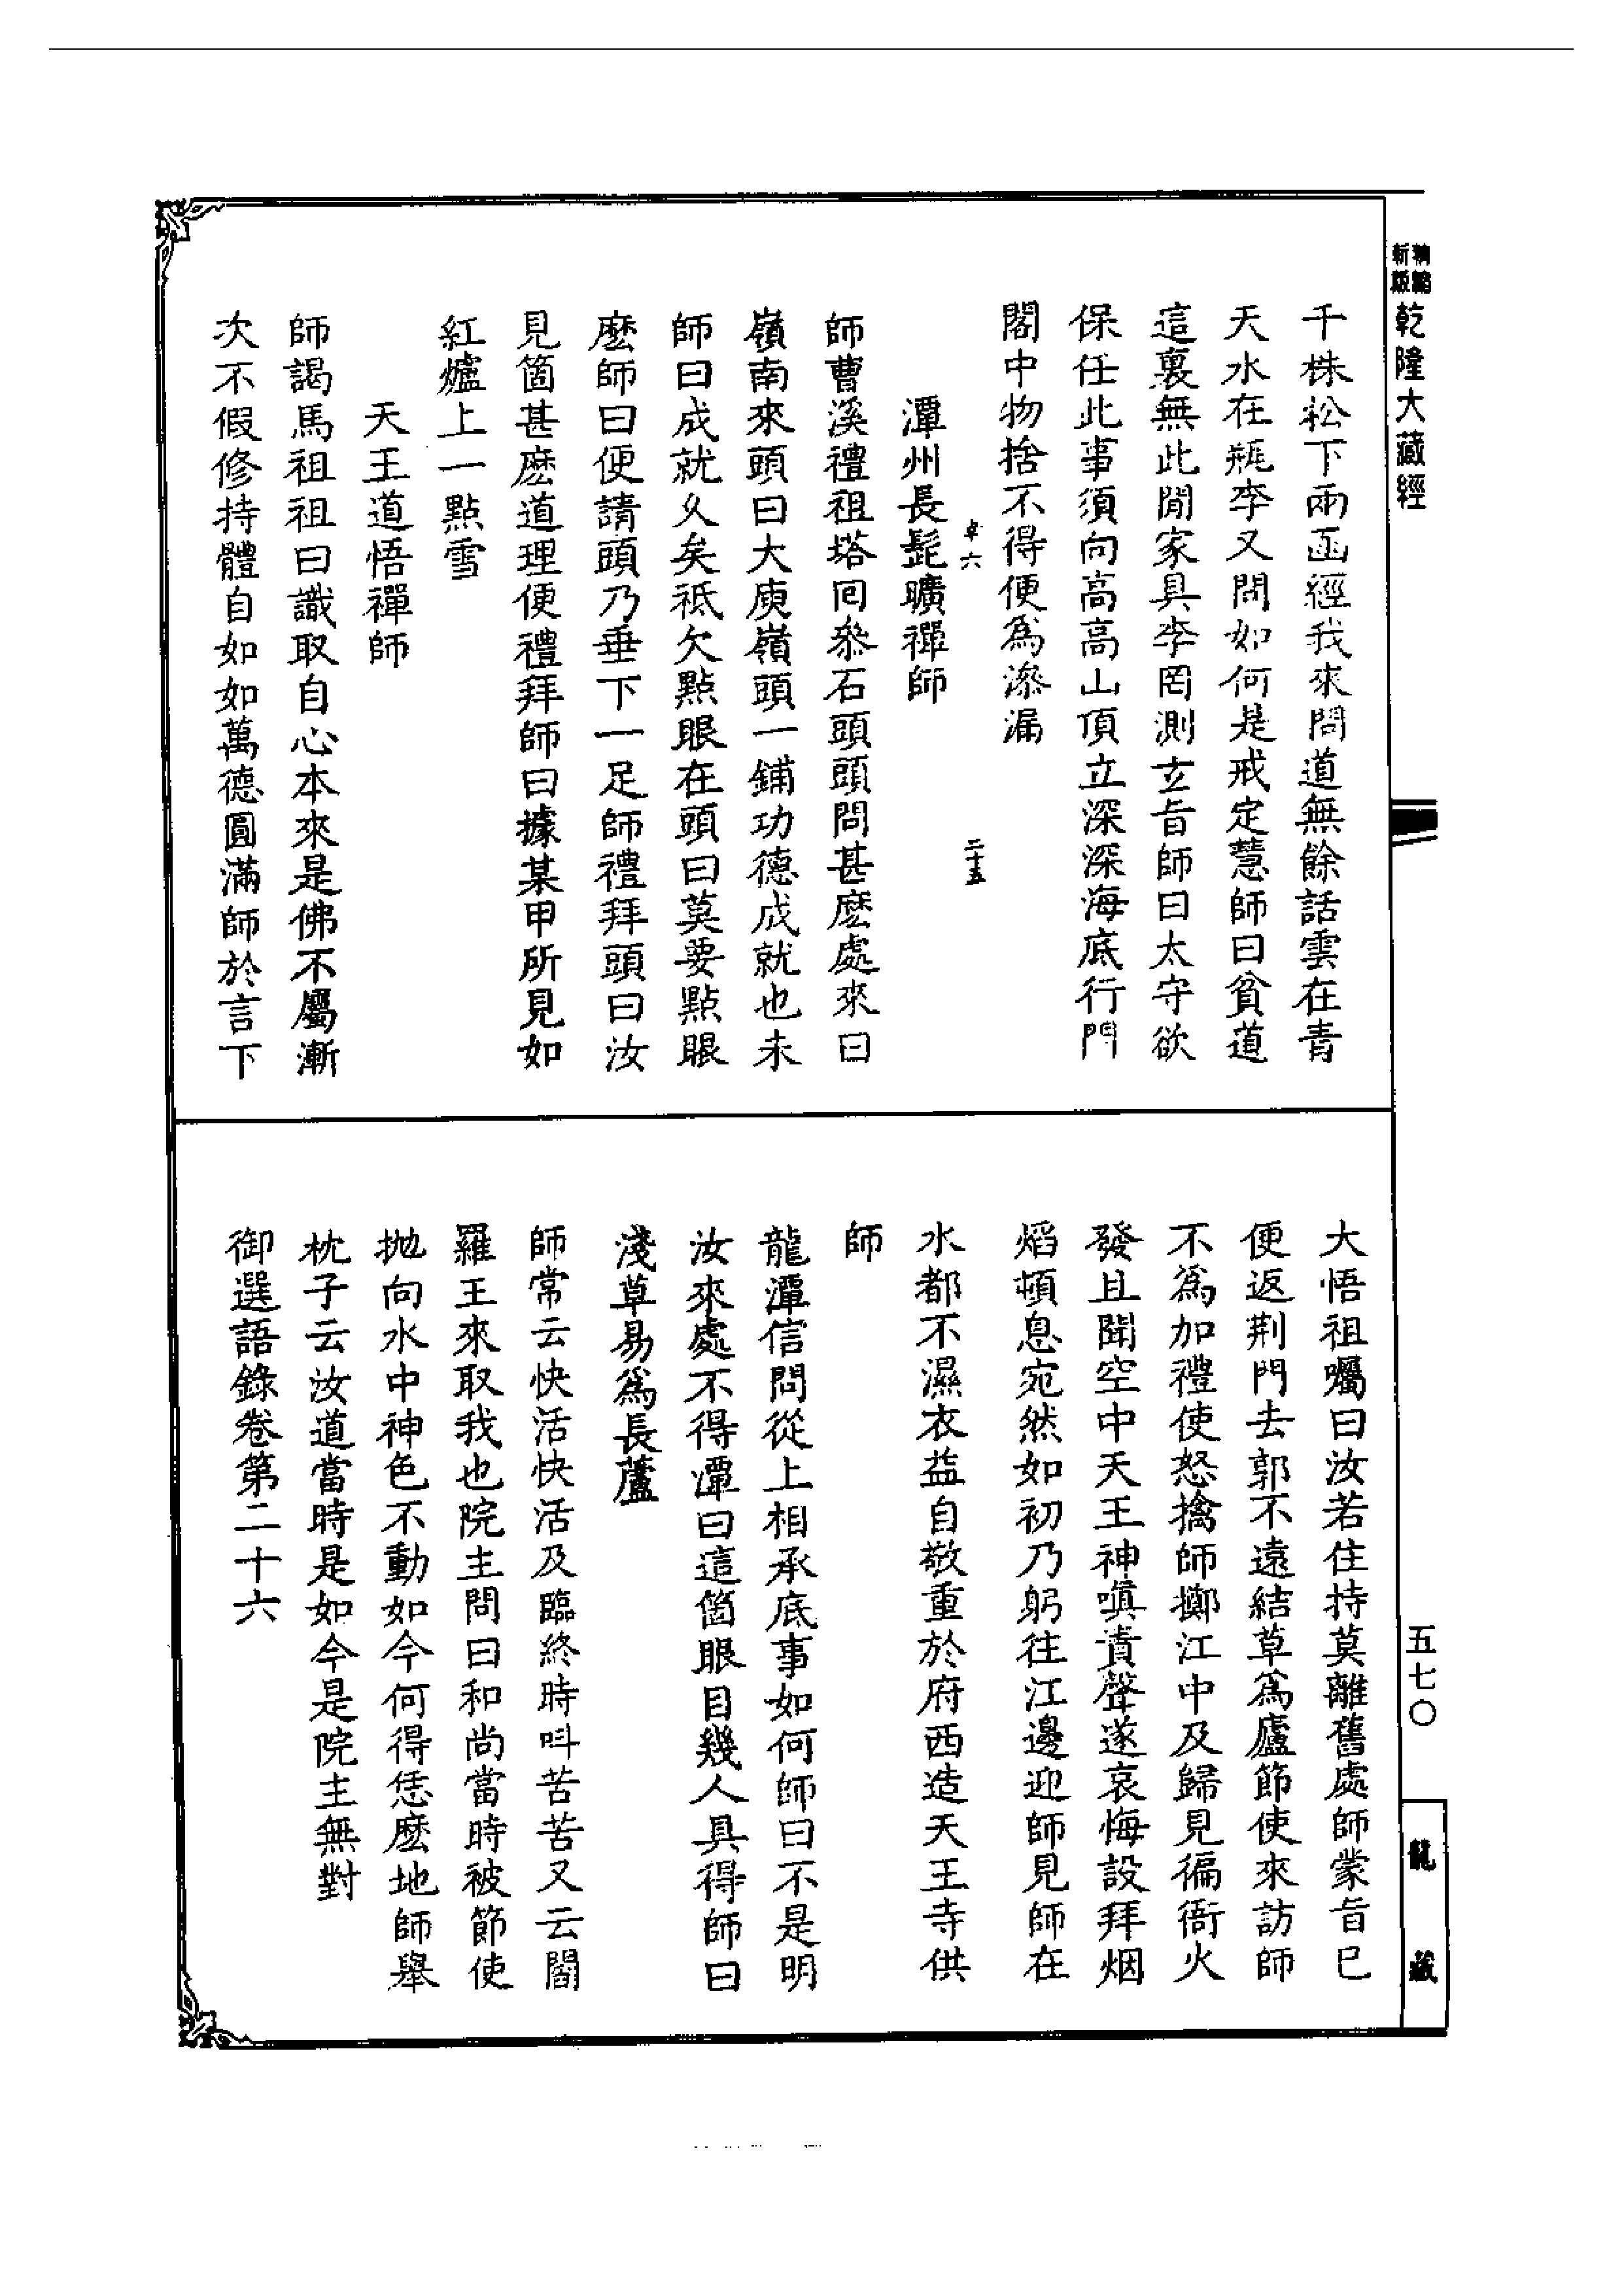 精縮
新版
乾隆大藏經
千株松下兩函經我來問道無餘話雲在青
天水在瓶李又問如何是戒定慧師曰貧道
這裏無此閒家具李罔測玄旨師曰太守欲
保任此事須向高高山頂立深深海底行門
閣中物捨不得便為滲漏
卓六 二十五
潭州長髭曠禪師
師曹溪禮祖塔回叅石頭頭問甚麽處來曰
嶺南來頭曰大庾嶺頭一鋪功德成就也未
師曰成就久矣祇欠點眼在頭曰莫要點眼
麽師曰便請頭乃垂下一足師禮拜頭曰汝
見箇甚麽道理便禮拜師曰據某甲所見如
紅爐上一點雪
天王道悟禪師
師謁馬祖祖曰識取自心本來是佛不屬漸
次不假修持體自如如萬德圓滿師於言下
大悟祖囑曰汝若住持莫離舊處師蒙旨已
便返荆門去郭不遠結草為廬節使來訪師
不為加禮使怒擒師擲江中及歸見徧衙火
發且聞空中天王神嗔責聲遂哀悔設拜烟
焰頓息宛然如初乃躬往江邊迎師見師在
水都不濕衣益自敬重於府西造天王寺供
師
龍潭信問從上相承底事如何師曰不是明
汝來處不得潭曰這箇眼目幾人具得師曰
淺草易為長蘆
師常云快活快活及臨終時呌苦苦又云閻
羅王來取我也院主問曰和尚當時被節使
拋向水中神色不動如今何得恁麽地師舉
枕子云汝道當時是如今是院主無對
御選語錄卷第二十六
五七〇
龍藏